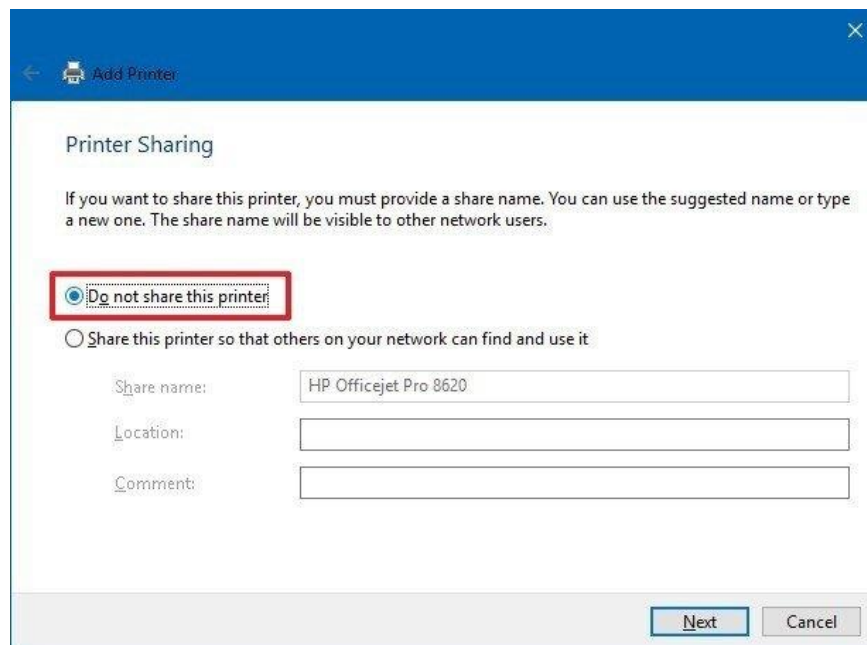 Add Printer
Printer Sharing
If you want to share this printer, you must provide a share name. You can use the suggested name or type
a new one. The share name will be visible to other network users.
Do not share this printer
Share this printer so that others on your network can find and use it
Share name: HP Officejet Pro 8620
Location:
Comment:
Next Cancel